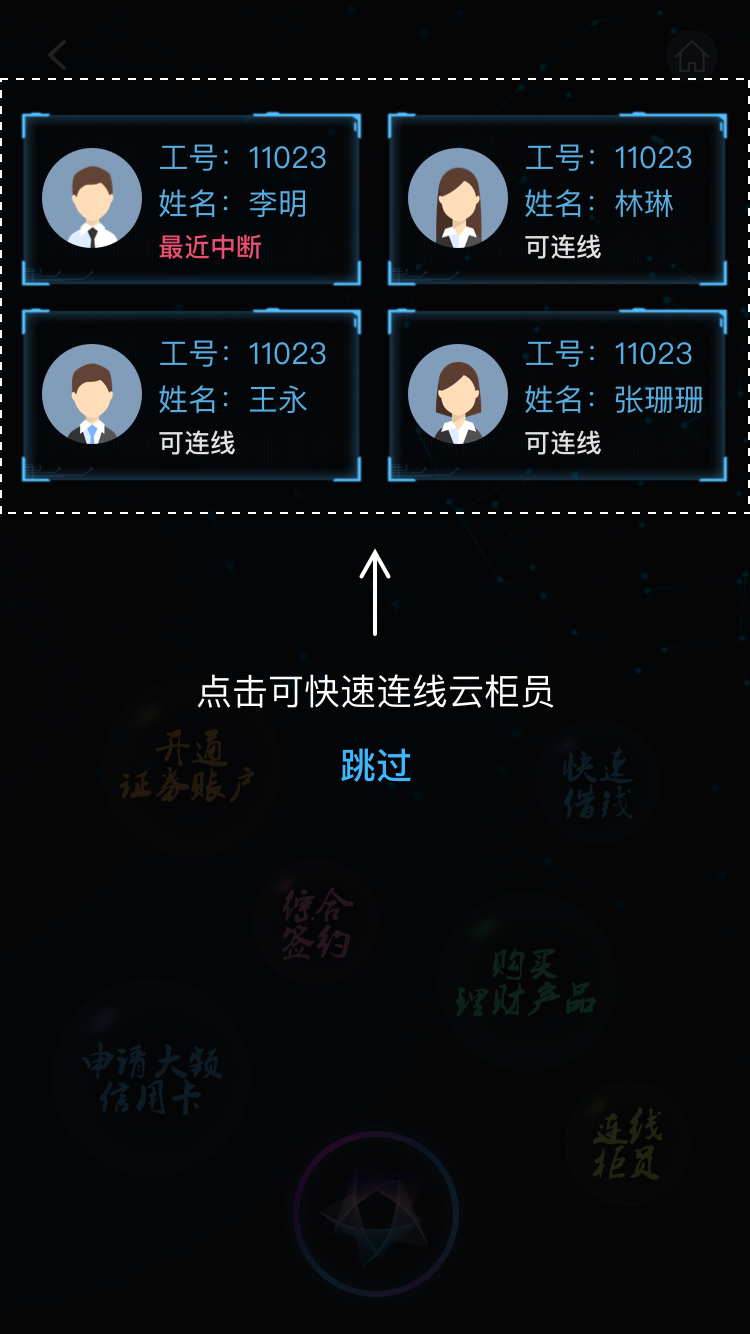 工号：11023
姓名：李明
最近中断
工号：11023
姓名：林琳
可连线
工号：11023
姓名：王永
可连线
工号：11023
姓名：张珊珊
可连线
点击可快速连线云柜员
跳过
开通
证券账户
快速
借钱
综合
签约
购买
理财产品
申请大额
信用卡
连线
柜员